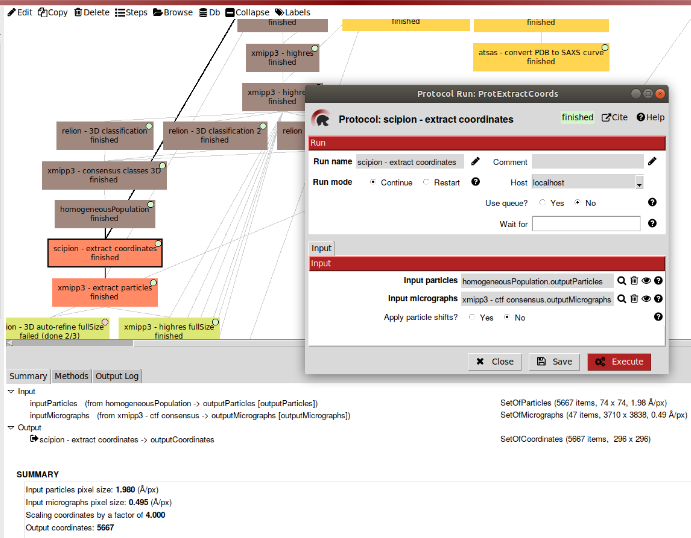 Edit Copy Delete Steps Browse Db Collapse Labels
finished
finished
finished
xmipp3 - highres
finished
atsas - convert PDB to SAXS curve
finished
xmipp3 - highres
finished
Protocol Run: ProtExtractCoords
Protocol: scipion - extract coordinates
finished Cite Help
Run
Run name scipion - extract coordinates Comment
Run mode Continue Restart Host localhost
Use queue? Yes No
Wait for
Input
Input
Input particles homogeneousPopulation.outputParticles
Input micrographs xmipp3 - ctf consensus.outputMicrographs
Apply particle shifts? Yes No
Close Save Execute
relion - 3D classification
finished
relion - 3D classification 2
finished
relion
xmipp3 - consensus classes 3D
finished
homogeneousPopulation
finished
scipion - extract coordinates
finished
xmipp3 - extract particles
finished
ion - 3D auto-refine fullSize
failed (done 2/3)
xmipp3 - highres fullSize
finished
Summary Methods Output Log
Input
inputParticles (from homogeneousPopulation -> outputParticles [outputParticles]) SetOfParticles (5667 items, 74 x 74, 1.98 Å/px)
inputMicrographs (from xmipp3 - ctf consensus -> outputMicrographs [outputMicrographs]) SetOfMicrographs (47 items, 3710 x 3838, 0.49 Å/px)
Output
scipion - extract coordinates -> outputCoordinates SetOfCoordinates (5667 items, 296 x 296)
SUMMARY
Input particles pixel size: 1.980 (Å/px)
Input micrographs pixel size: 0.495 (Å/px)
Scaling coordinates by a factor of 4.000
Output coordinates: 5667